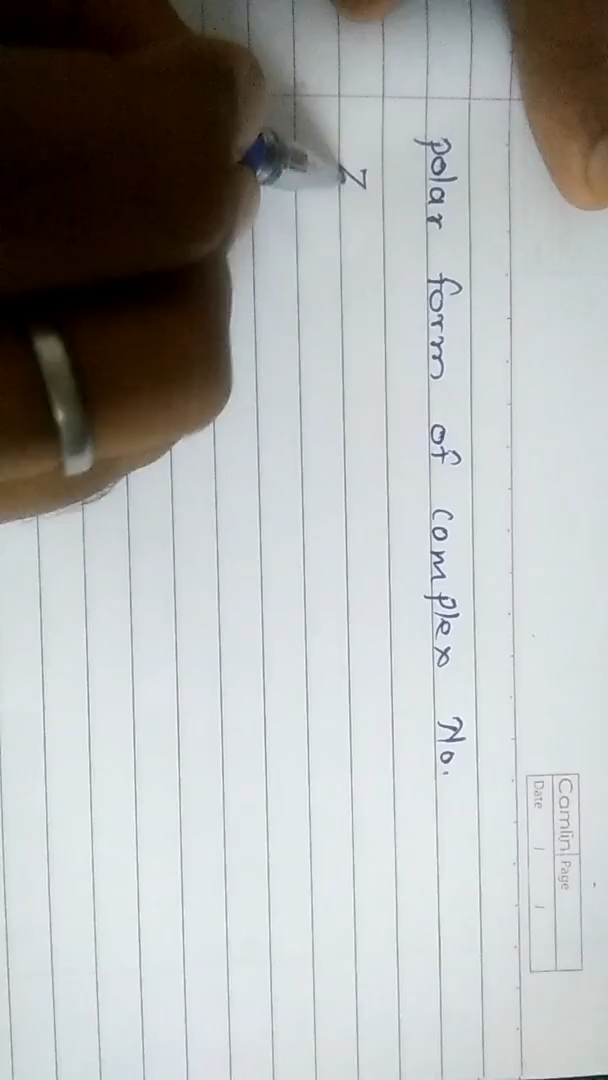 Camlin Page
Date / /
polar form of complex No.
Z